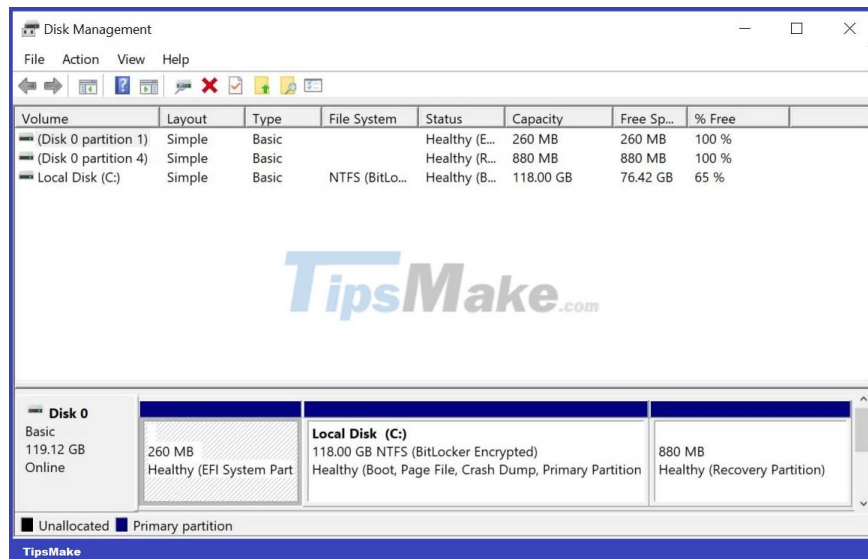 Disk Management
File Action View Help
Volume Layout Type File System Status Capacity Free Sp... % Free
(Disk 0 partition 1) Simple Basic Healthy (E... 260 MB 260 MB 100 %
(Disk 0 partition 4) Simple Basic Healthy (R... 880 MB 880 MB 100 %
Local Disk (C:) Simple Basic NTFS (BitLo... Healthy (B... 118.00 GB 76.42 GB 65 %
TipsMake.com
Disk 0
Basic
119.12 GB
Online
260 MB
Healthy (EFI System Part
Local Disk (C:)
118.00 GB NTFS (BitLocker Encrypted)
Healthy (Boot, Page File, Crash Dump, Primary Partition
880 MB
Healthy (Recovery Partition)
Unallocated Primary partition
TipsMake